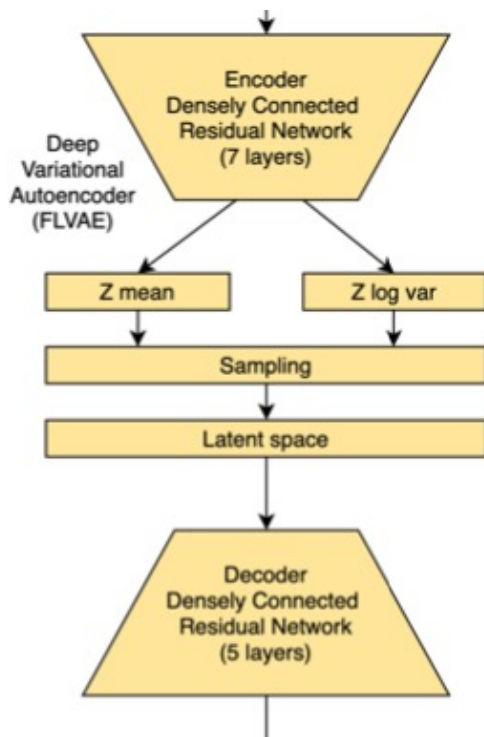 Encoder
Densely Connected
Residual Network
(7 layers)
Deep
Variational
Autoencoder
(FLVAE)
Z mean
Z log var
Sampling
Latent space
Decoder
Densely Connected
Residual Network
(5 layers)